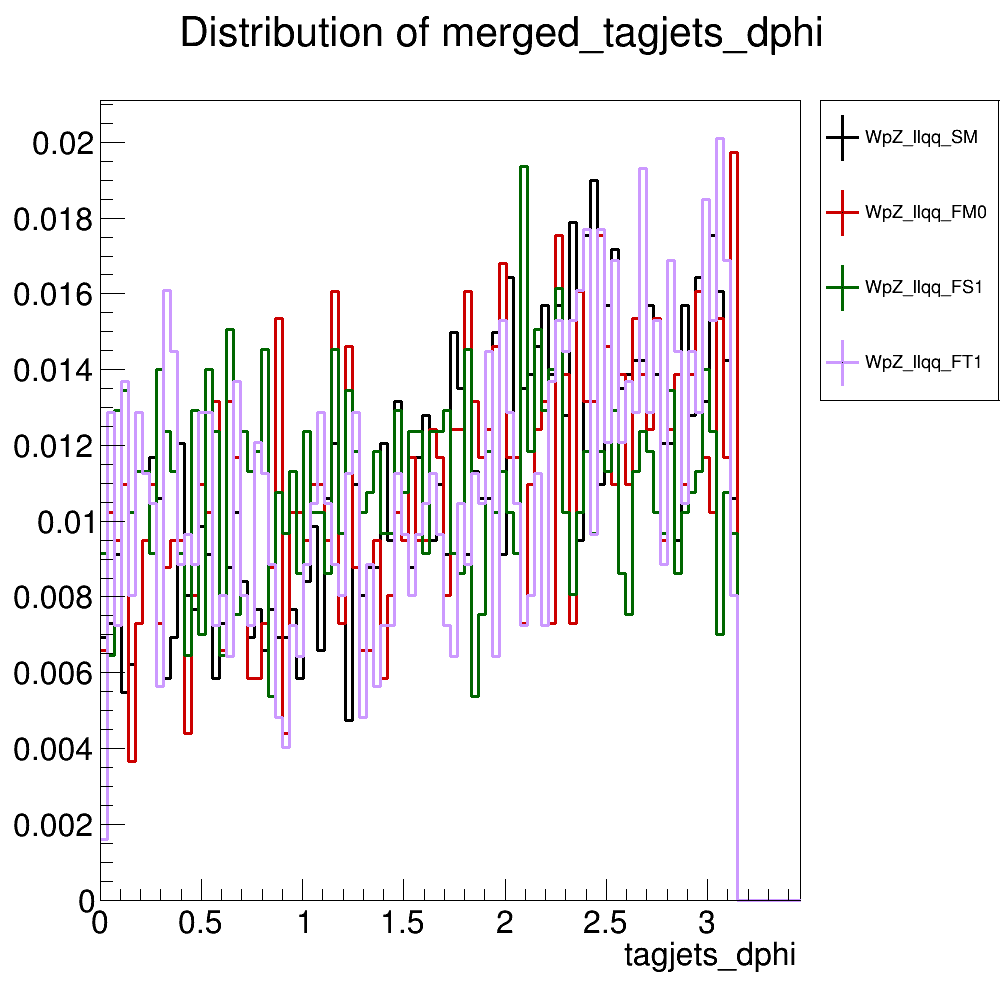 Distribution of merged_tagjets_dphi
WpZ_llqq_SM
WpZ_llqq_FM0
WpZ_llqq_FS1
WpZ_llqq_FT1
0.02
0.018
0.016
0.014
0.012
0.01
0.008
0.006
0.004
0.002
0
0 0.5 1 1.5 2 2.5 3
tagjets_dphi